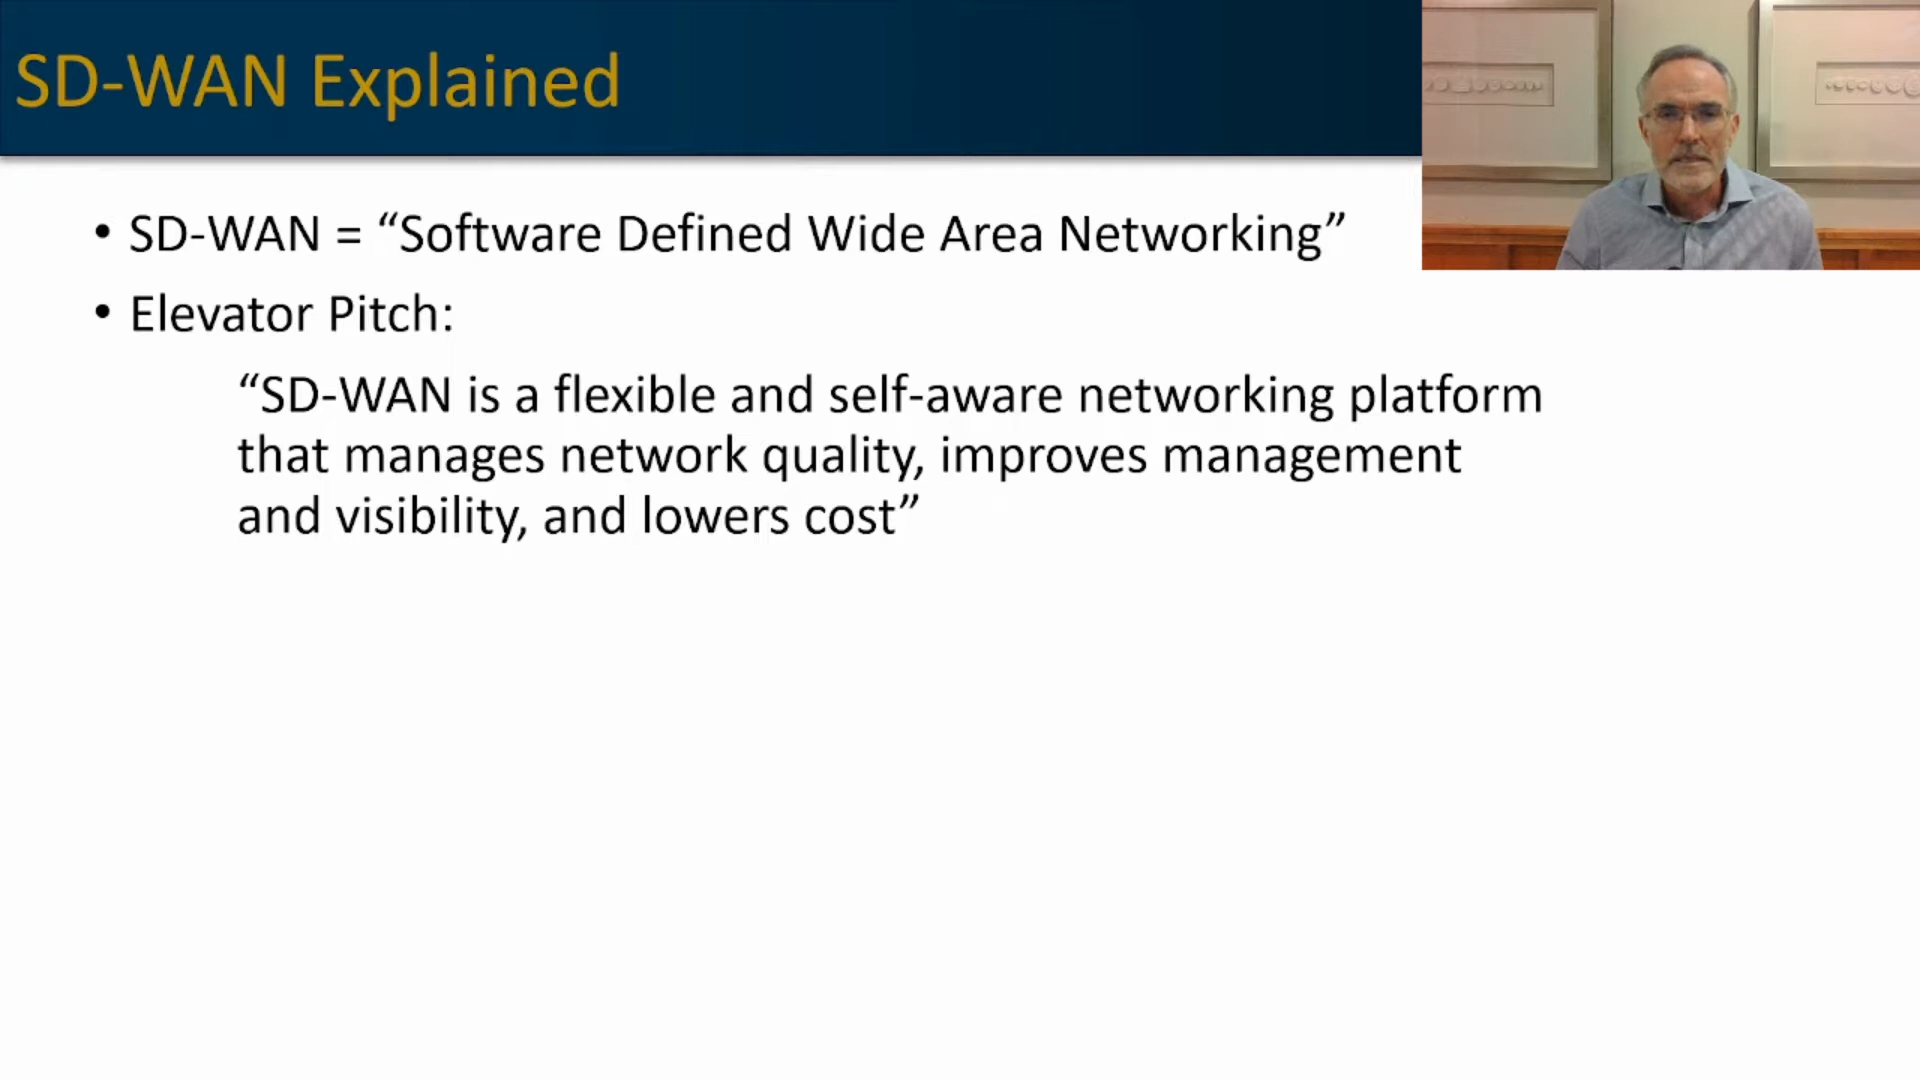 SD-WAN Explained
• SD-WAN = “Software Defined Wide Area Networking”
• Elevator Pitch:
“SD-WAN is a flexible and self-aware networking platform
that manages network quality, improves management
and visibility, and lowers cost”